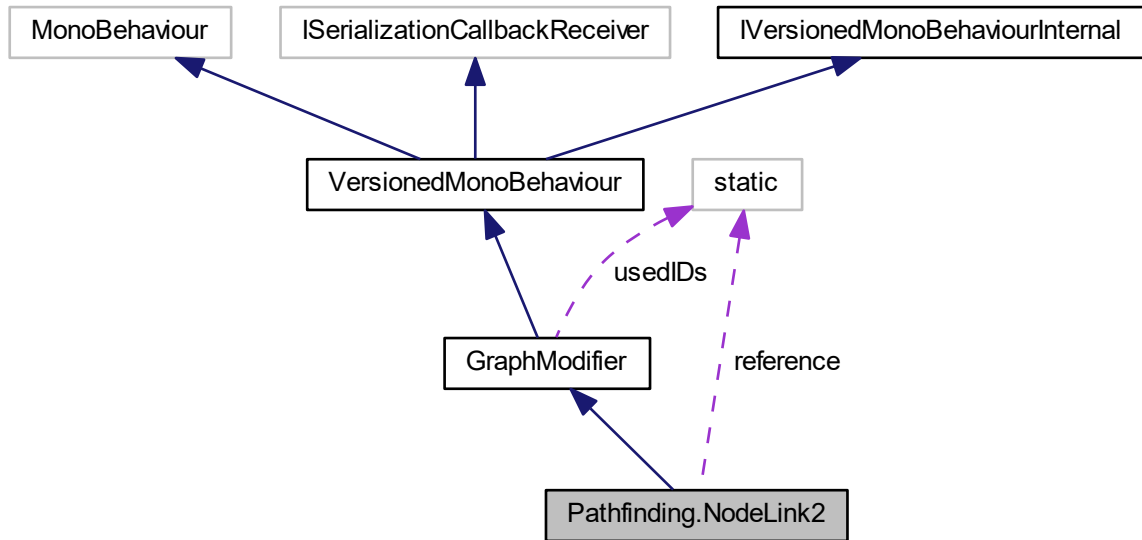 MonoBehaviour
ISerializationCallbackReceiver
IVersionedMonoBehaviourInternal
VersionedMonoBehaviour
static
usedIDs
GraphModifier
reference
Pathfinding.NodeLink2